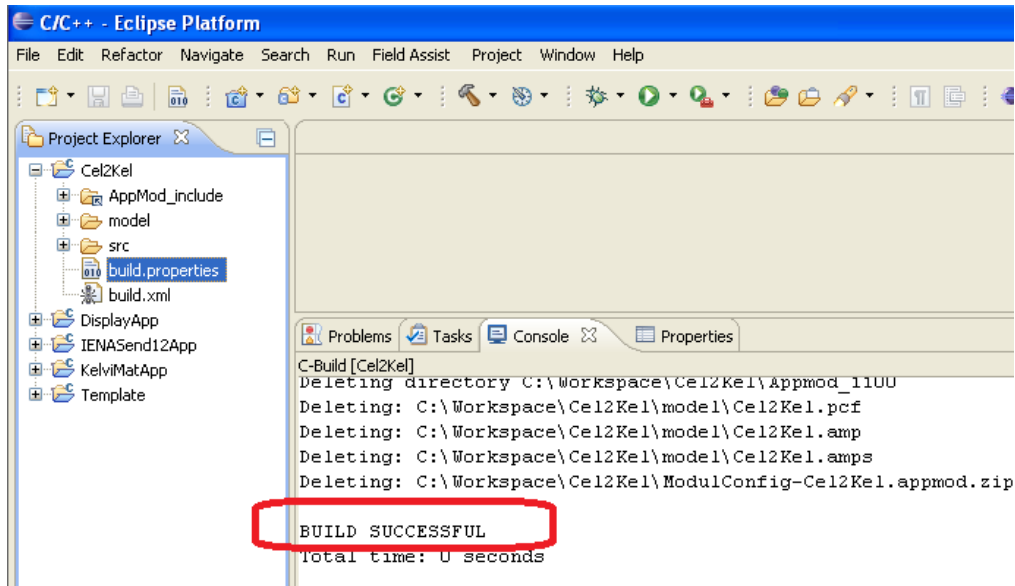 C/C++ - Eclipse Platform
File Edit Refactor Navigate Search Run Field Assist Project Window Help
Project Explorer
Cel2Kel
AppMod_include
model
src
build.properties
build.xml
DisplayApp
IENASend12App
KelviMatApp
Template
Problems Tasks Console Properties
C-Build [Cel2Kel]
Deleting directory C:\Workspace\Cel2Kel\Appmod_1100
Deleting: C:\Workspace\Cel2Kel\model\Cel2Kel.pcf
Deleting: C:\Workspace\Cel2Kel\model\Cel2Kel.amp
Deleting: C:\Workspace\Cel2Kel\model\Cel2Kel.amps
Deleting: C:\Workspace\Cel2Kel\ModulConfig-Cel2Kel.appmod.zip
BUILD SUCCESSFUL
Total time: 0 seconds